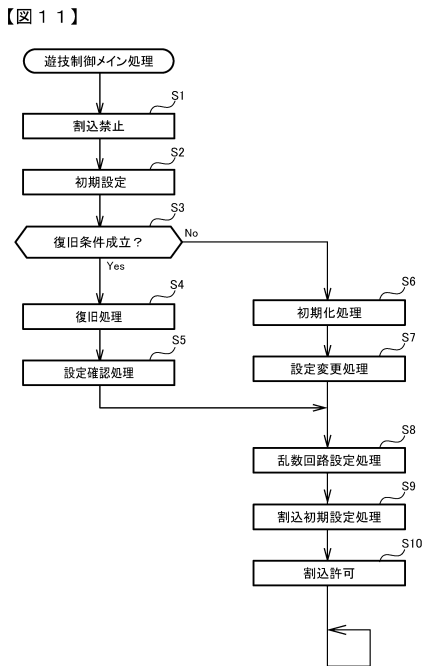 【図１１】
遊技制御メイン処理
S1
割込禁止
S2
初期設定
S3
復旧条件成立？
No
Yes
S4
復旧処理
S5
設定確認処理
S6
初期化処理
S7
設定変更処理
S8
乱数回路設定処理
S9
割込初期設定処理
S10
割込許可